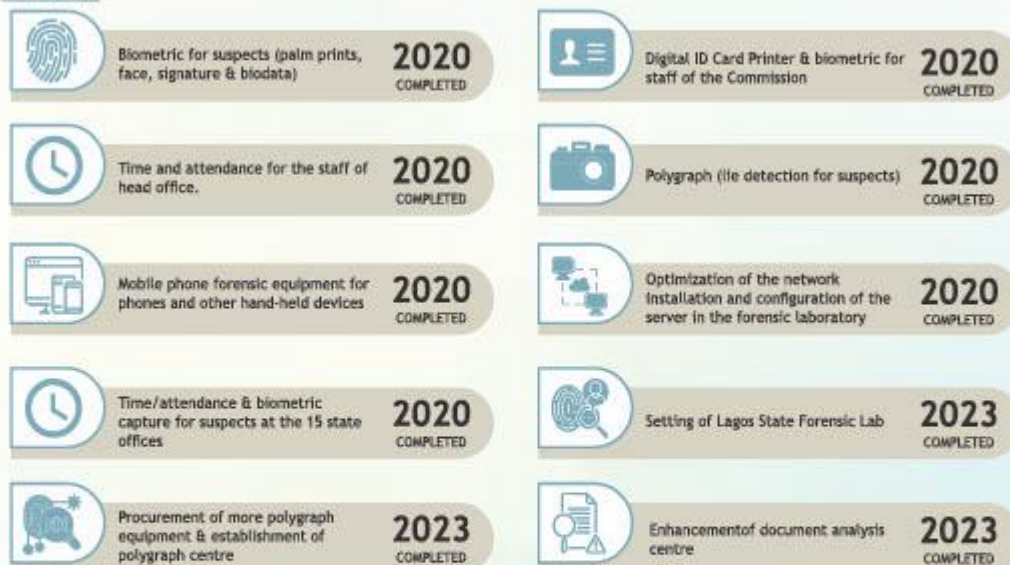 Biometric for suspects (palm prints,
face, signature & biodata)
2020
COMPLETED
Digital ID Card Printer & biometric for
staff of the Commission
2020
COMPLETED
Time and attendance for the staff of
head office.
2020
COMPLETED
Polygraph (lie detection for suspects)
2020
COMPLETED
Mobile phone forensic equipment for
phones and other hand-held devices
2020
COMPLETED
Optimization of the network
Installation and configuration of the
server in the forensic laboratory
2020
COMPLETED
Time/attendance & biometric
capture for suspects at the 15 state
offices
2020
COMPLETED
Setting of Lagos State Forensic Lab
2023
COMPLETED
Procurement of more polygraph
equipment & establishment of
polygraph centre
2023
COMPLETED
Enhancementof document analysis
centre
2023
COMPLETED